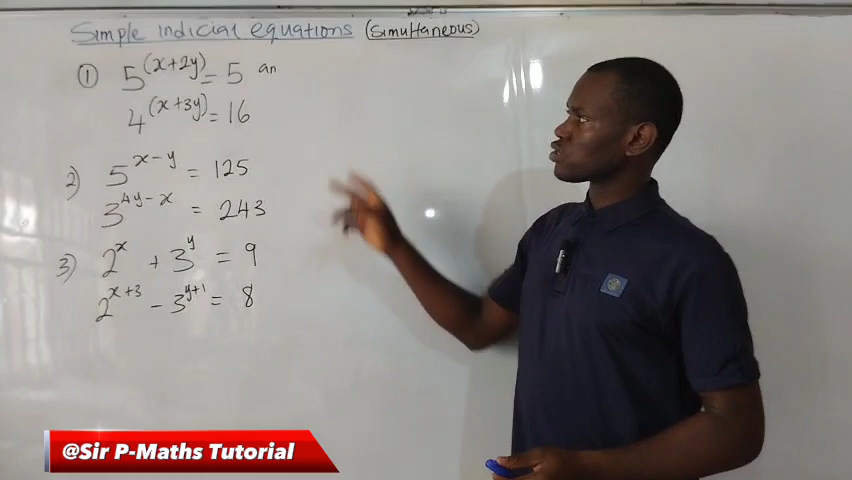 Simple indicial equations (Simultaneous)
① 5^(x+2y) = 5 an
4^(x+3y) = 16
2) 5^x-y = 125
3^4y-x = 243
3) 2^x + 3^y = 9
2^x+3 - 3^y+1 = 8
@Sir P-Maths Tutorial